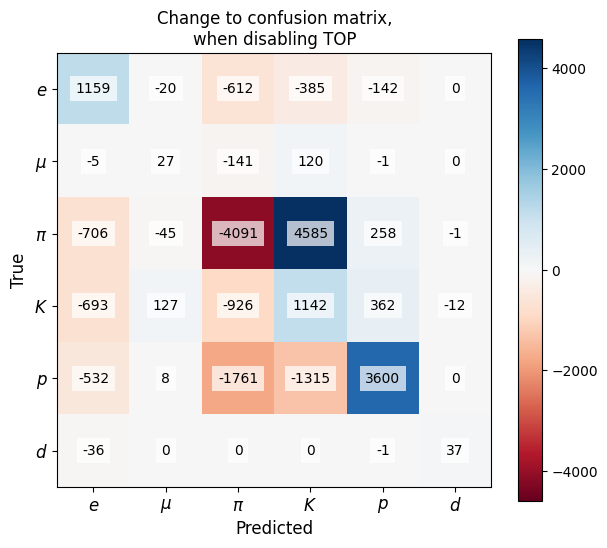 Change to confusion matrix,
when disabling TOP
True
e 1159 -20 -612 -385 -142 0
μ -5 27 -141 120 -1 0
π -706 -45 -4091 4585 258 -1
K -693 127 -926 1142 362 -12
p -532 8 -1761 -1315 3600 0
d -36 0 0 0 -1 37
e μ π K p d
Predicted
4000
2000
0
−2000
−4000